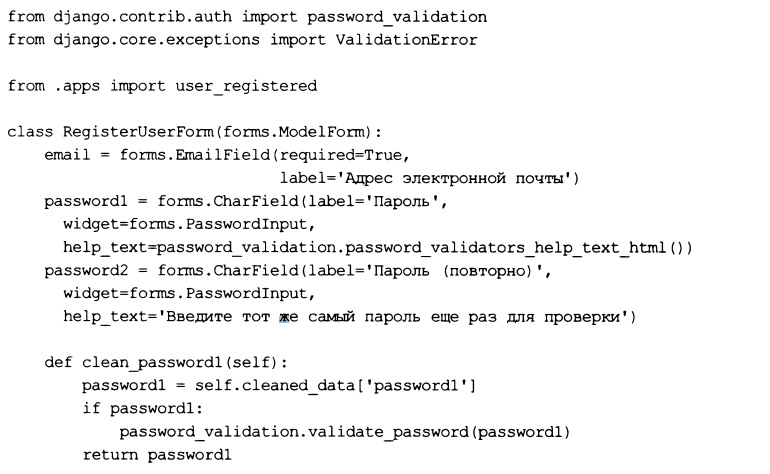 from django.contrib.auth import password_validation
from django.core.exceptions import ValidationError

from .apps import user_registered

class RegisterUserForm(forms.ModelForm):
    email = forms.EmailField(required=True,
                             label='Адрес электронной почты')
    password1 = forms.CharField(label='Пароль',
      widget=forms.PasswordInput,
      help_text=password_validation.password_validators_help_text_html())
    password2 = forms.CharField(label='Пароль (повторно)',
      widget=forms.PasswordInput,
      help_text='Введите тот же самый пароль еще раз для проверки')

    def clean_password1(self):
        password1 = self.cleaned_data['password1']
        if password1:
            password_validation.validate_password(password1)
        return password1